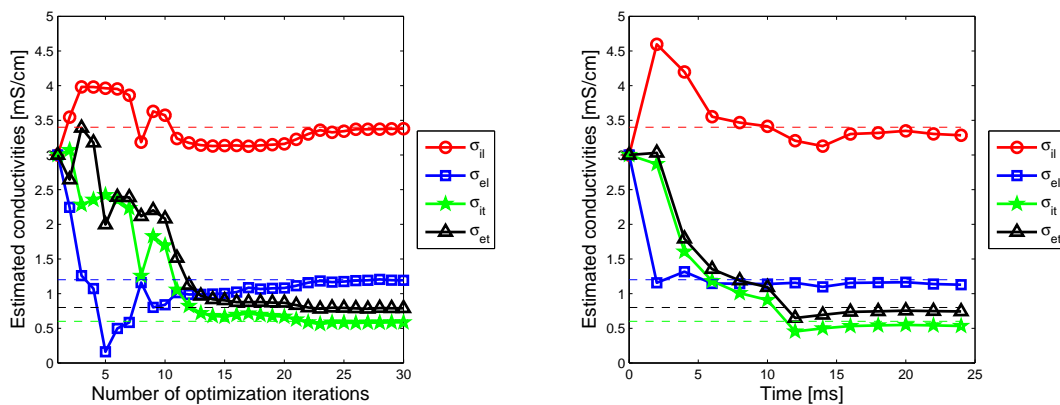 5
4.5
4
3.5
3
2.5
2
1.5
1
0.5
0
5 10 15 20 25 30
Estimated conductivities [mS/cm]
Number of optimization iterations
σil
σel
σit
σet
5
4.5
4
3.5
3
2.5
2
1.5
1
0.5
0
0 5 10 15 20 25
Estimated conductivities [mS/cm]
Time [ms]
σil
σel
σit
σet